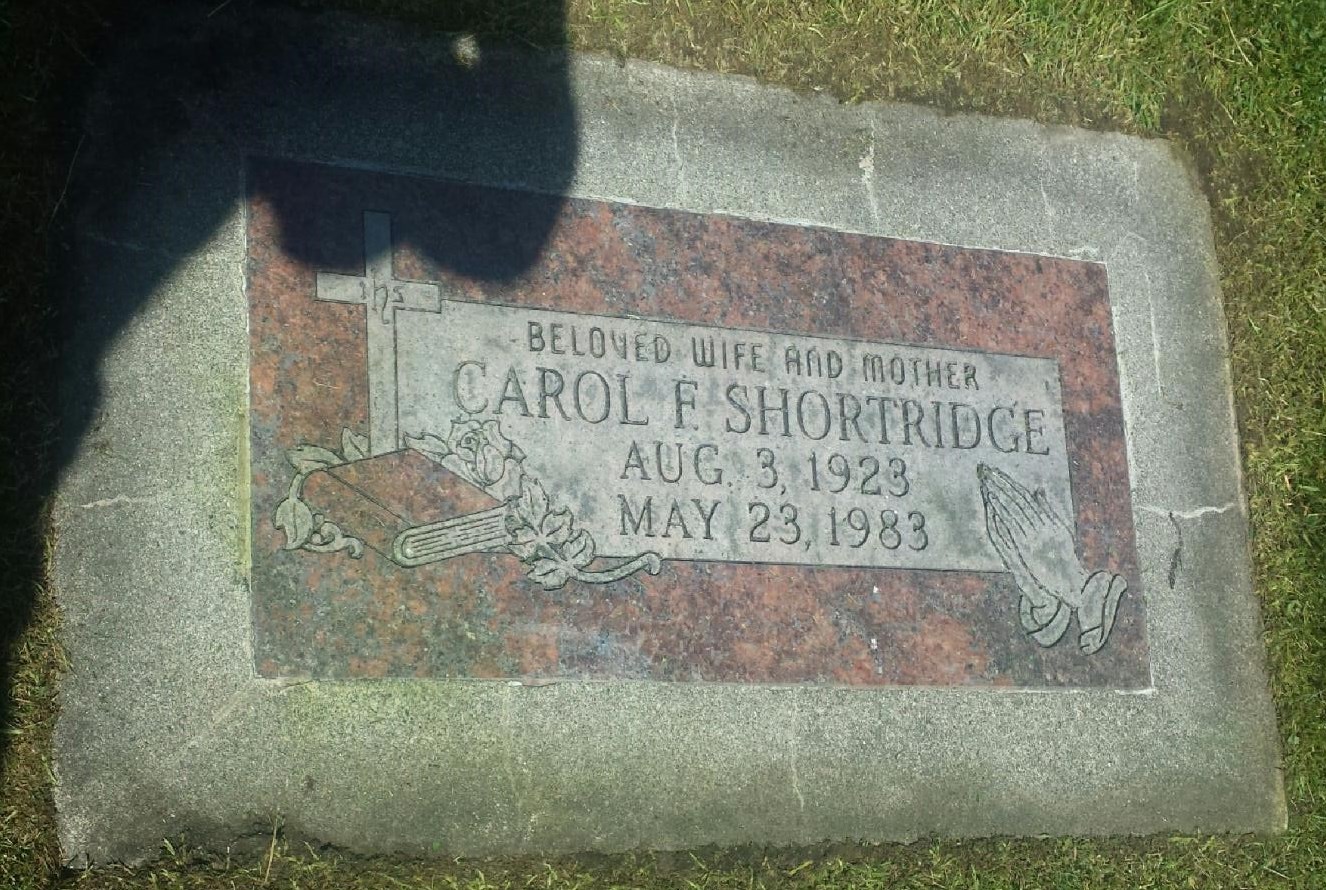 IHS
BELOVED WIFE AND MOTHER
CAROL F. SHORTRIDGE
AUG. 3, 1923
MAY 23, 1983